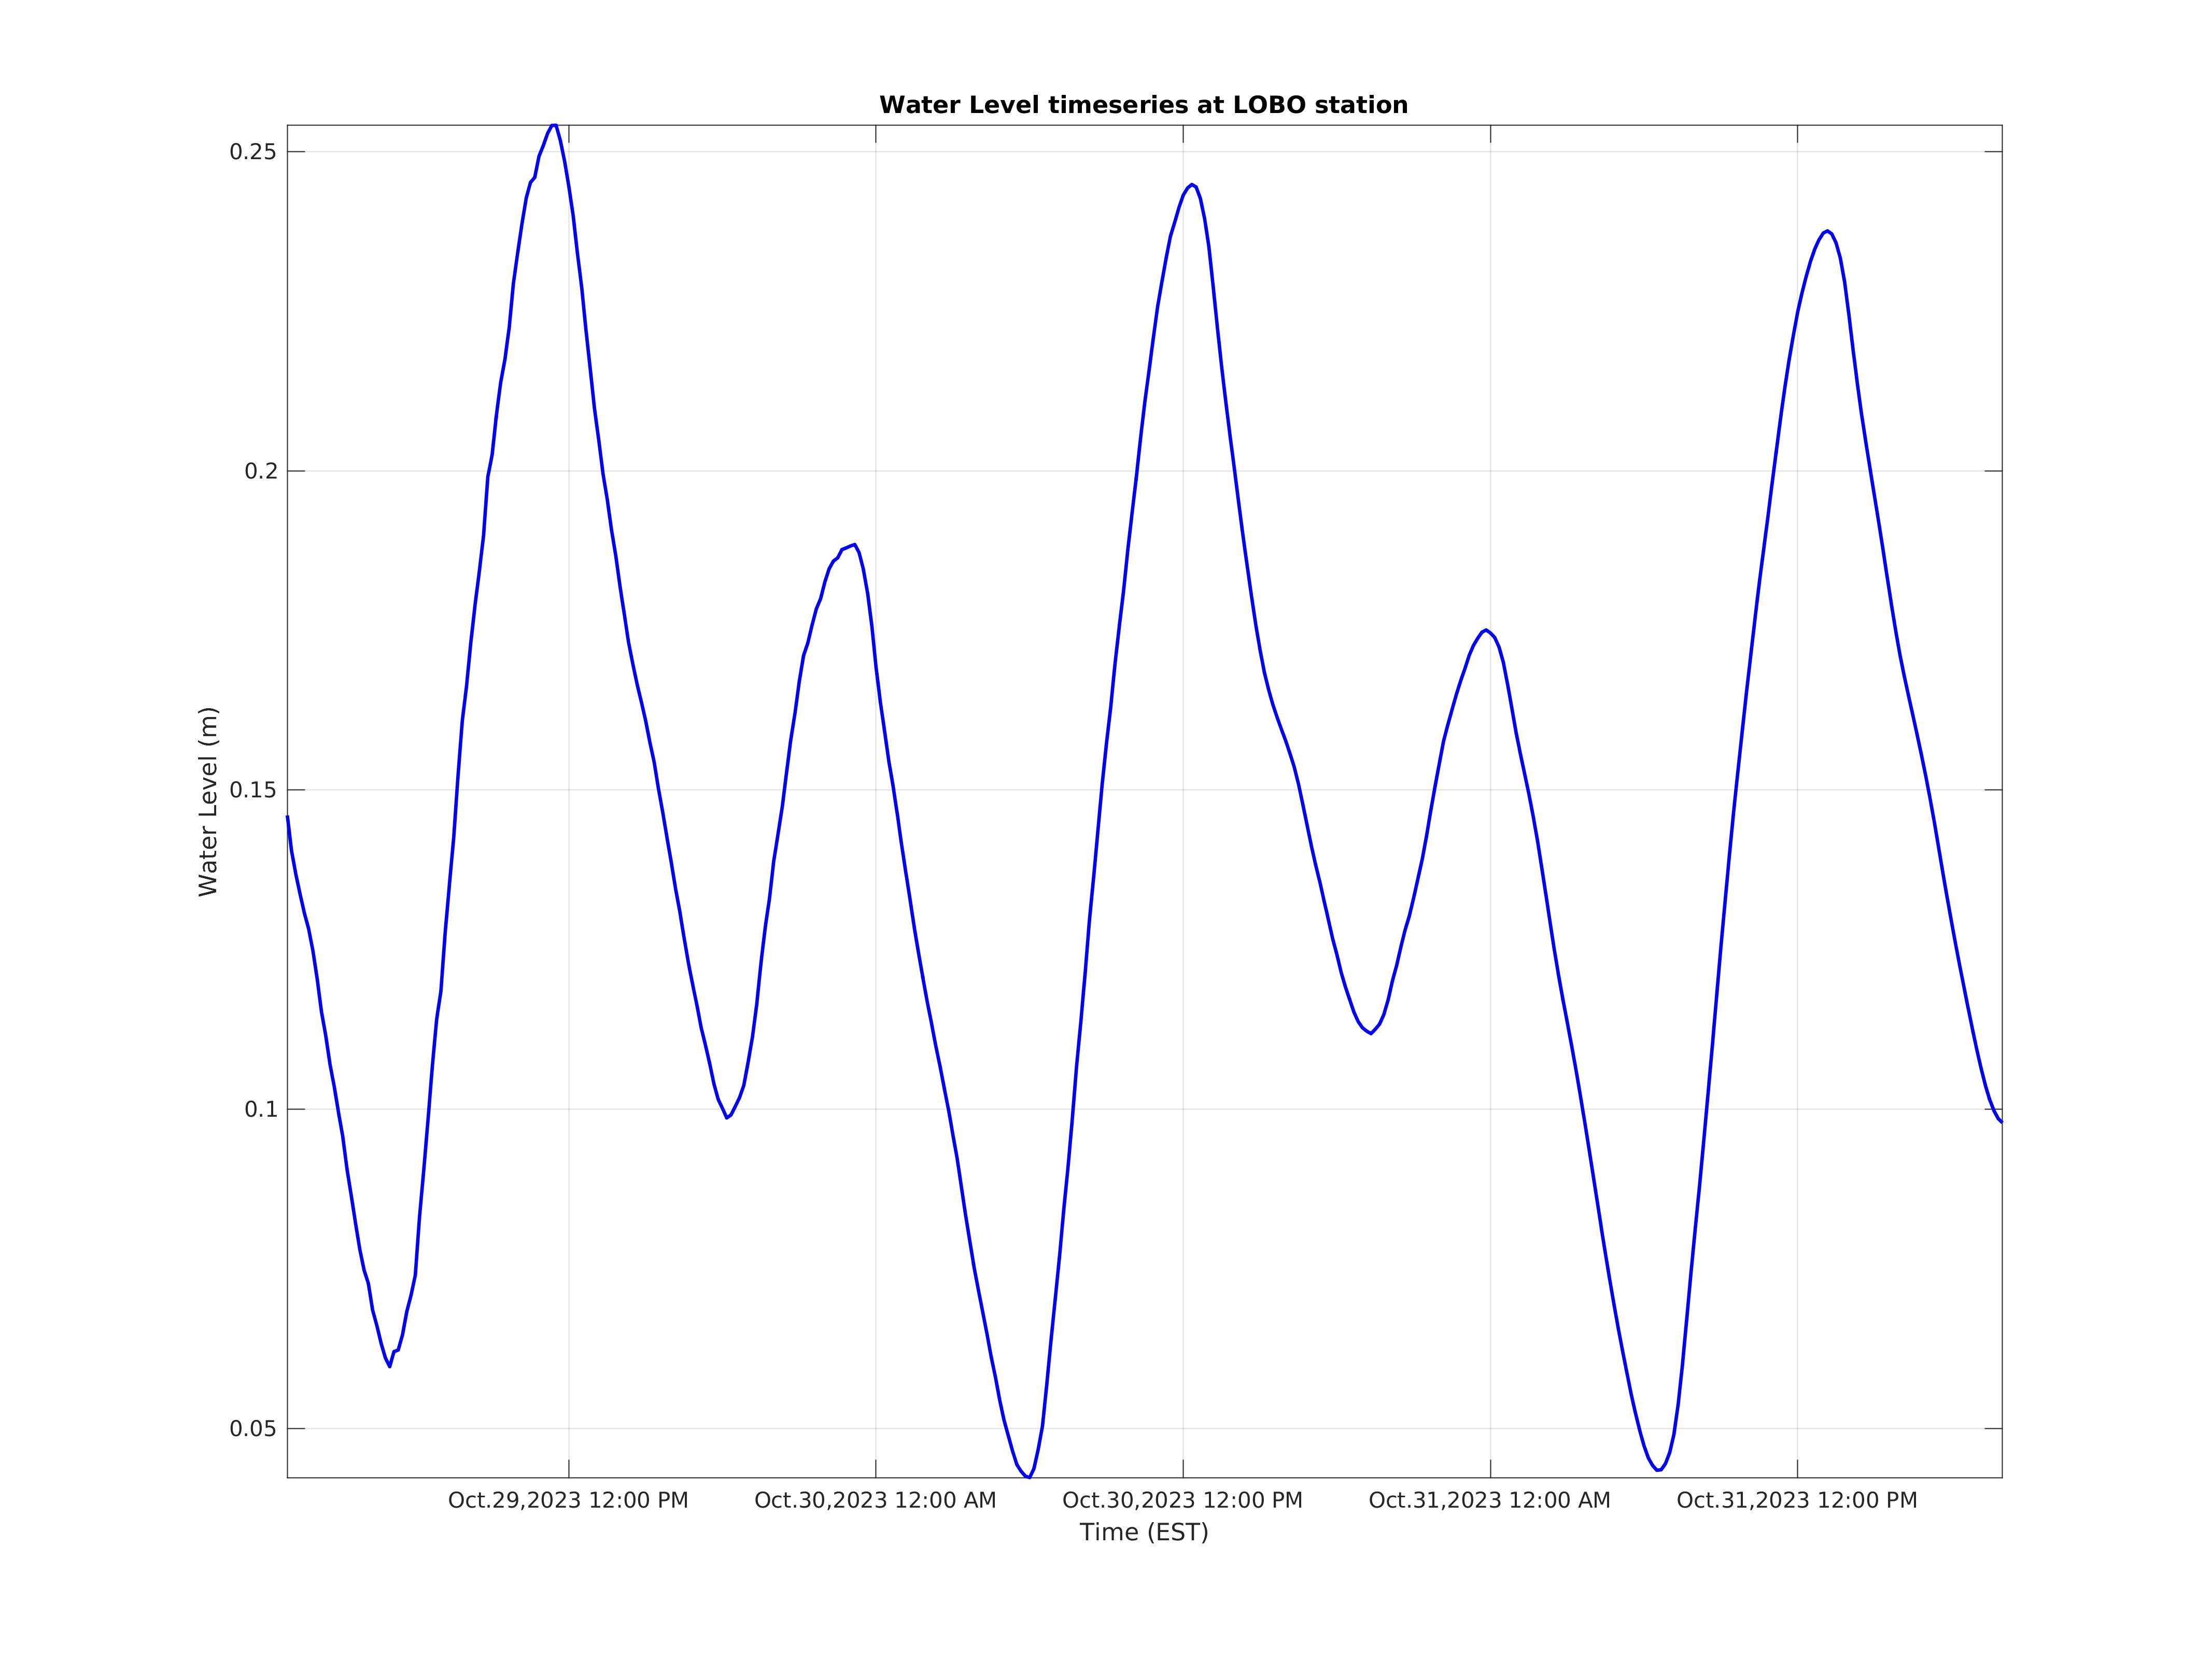 Water Level timeseries at LOBO station
0.25
0.2
0.15
0.1
0.05
Water Level (m)
Oct.29,2023 12:00 PM
Oct.30,2023 12:00 AM
Oct.30,2023 12:00 PM
Oct.31,2023 12:00 AM
Oct.31,2023 12:00 PM
Time (EST)